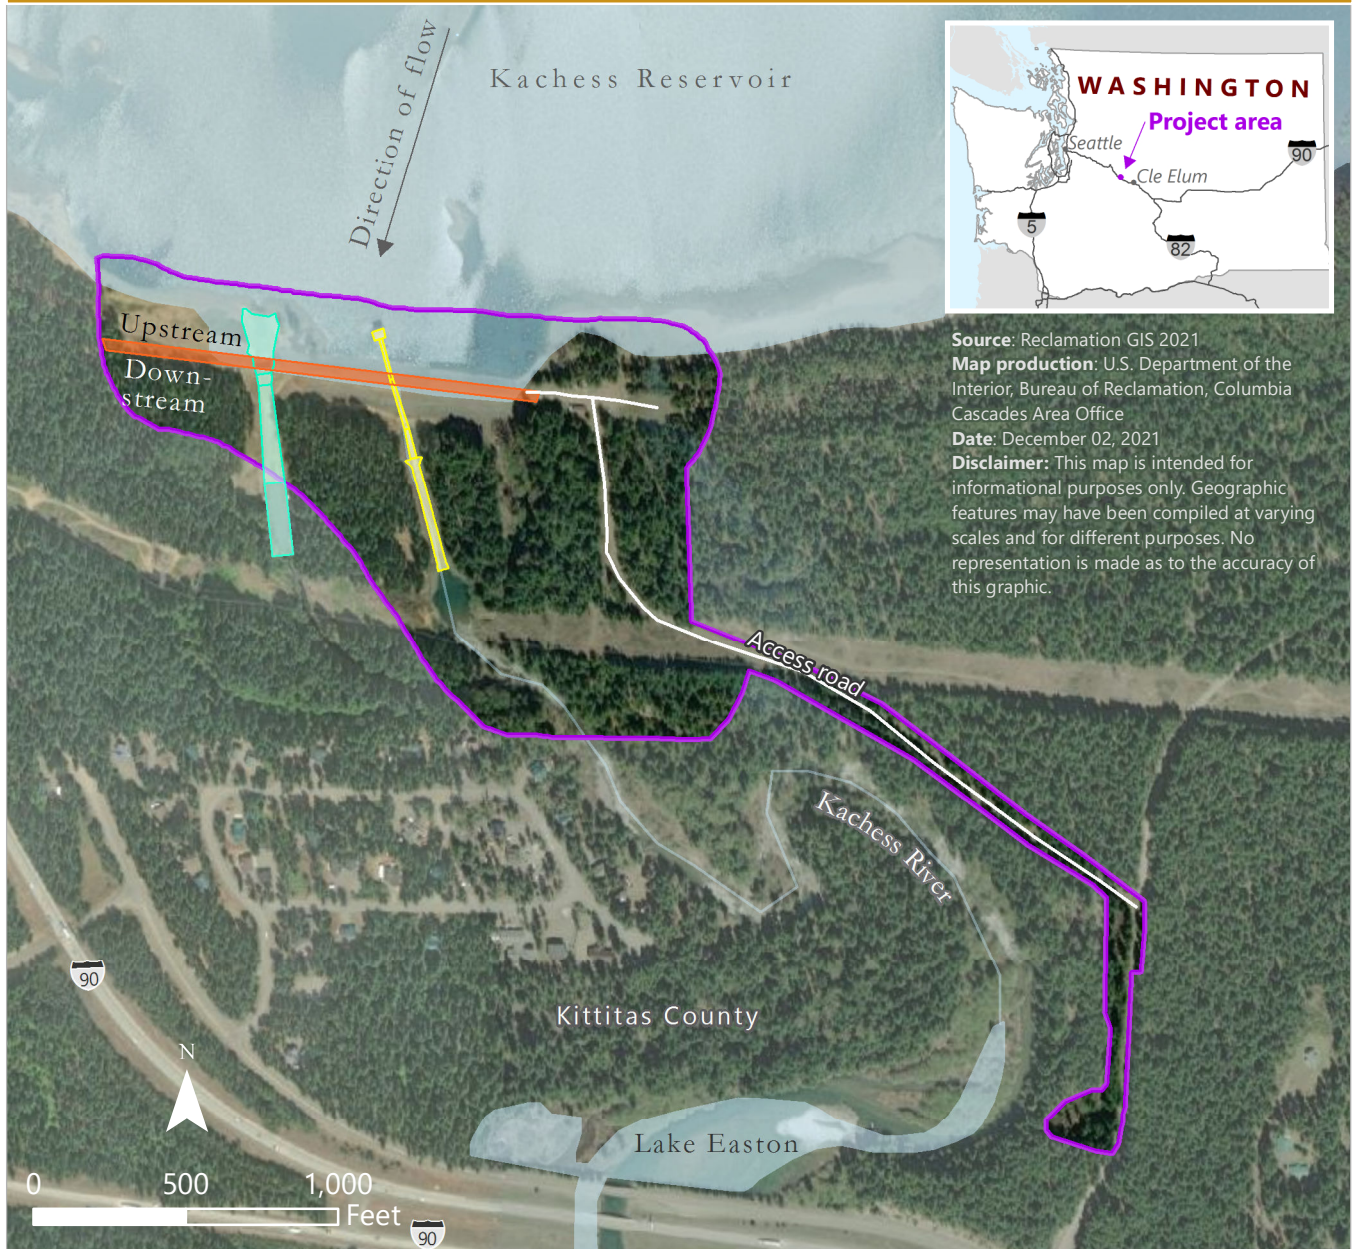 Kachess Reservoir
Direction of flow
WASHINGTON
Project area
Seattle
90
Cle Elum
5
82
Upstream
Down-
stream
Source: Reclamation GIS 2021
Map production: U.S. Department of the
Interior, Bureau of Reclamation, Columbia
Cascades Area Office
Date: December 02, 2021
Disclaimer: This map is intended for
informational purposes only. Geographic
features may have been compiled at varying
scales and for different purposes. No
representation is made as to the accuracy of
this graphic.
Access road
Kachess River
90
Kittitas County
N
Lake Easton
0 500 1,000
Feet
90